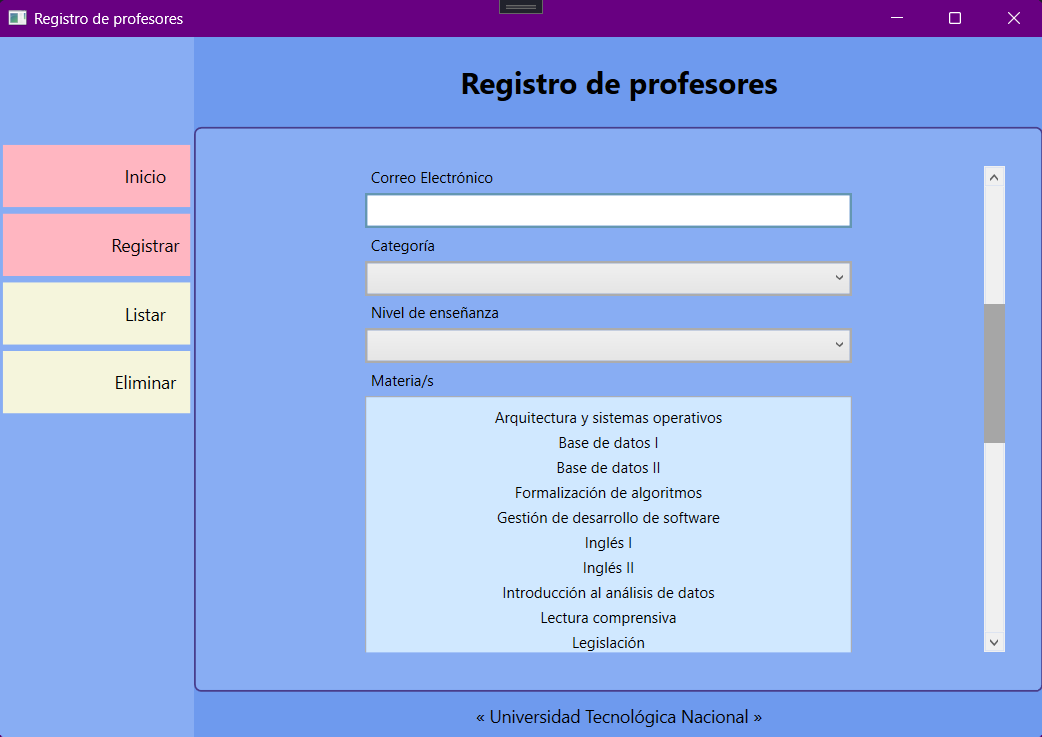 Registro de profesores
Registro de profesores
Inicio
Registrar
Listar
Eliminar
Correo Electrónico
Categoría
Nivel de enseñanza
Materia/s
Arquitectura y sistemas operativos
Base de datos I
Base de datos II
Formalización de algoritmos
Gestión de desarrollo de software
Inglés I
Inglés II
Introducción al análisis de datos
Lectura comprensiva
Legislación
« Universidad Tecnológica Nacional »